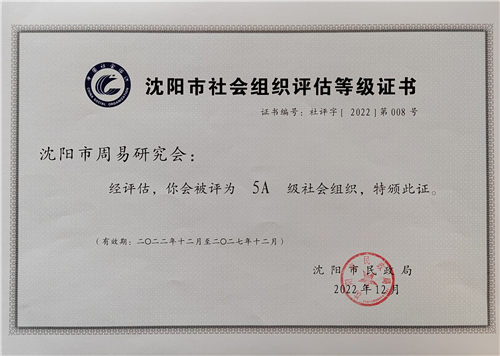 沈阳市社会组织评估等级证书
证书编号：社评字[ 2022 ]第008号
沈阳市周易研究会：
经评估，你会被评为 5A 级社会组织，特颁此证。
（有效期：二〇二二年十二月至二〇二七年十二月）
沈阳市民政局
2022年12月